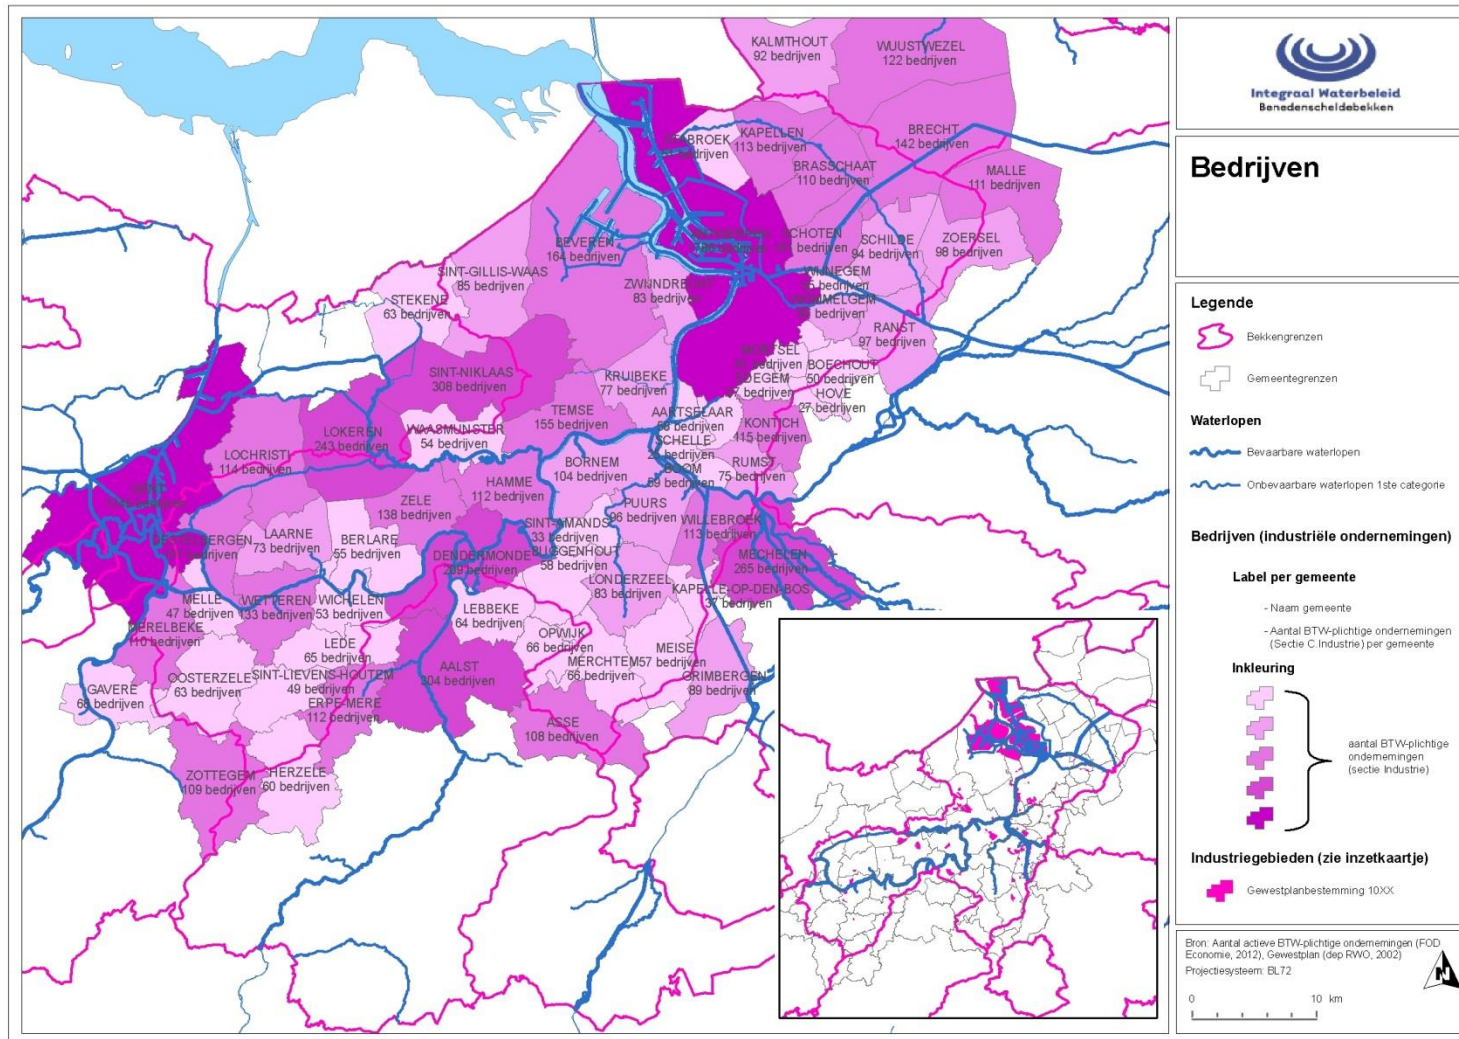 KALMTHOUT
92 bedrijven
WUUSTWEZEL
122 bedrijven
KAPELLEN
113 bedrijven
BRECHT
142 bedrijven
BRASSCHAAT
110 bedrijven
MALLE
111 bedrijven
BEVEREN
164 bedrijven
SCHILDE
94 bedrijven
ZOERSEL
98 bedrijven
SINT-GILLIS-WAAS
85 bedrijven
ZWIJNDRECHT
83 bedrijven
WIJNEGEM
STEKENE
63 bedrijven
RANST
97 bedrijven
SINT-NIKLAAS
308 bedrijven
KRUIBEKE
77 bedrijven
BOECHOUT
50 bedrijven
HOVE
27 bedrijven
TEMSE
155 bedrijven
AARTSELAAR
KONTICH
115 bedrijven
LOKEREN
243 bedrijven
WAASMUNSTER
54 bedrijven
SCHELLE
LOCHRISTI
114 bedrijven
BORNEM
104 bedrijven
BOOM
RUMST
75 bedrijven
HAMME
112 bedrijven
ZELE
138 bedrijven
PUURS
96 bedrijven
WILLEBROEK
113 bedrijven
SINT-AMANDS
33 bedrijven
LAARNE
73 bedrijven
BERLARE
55 bedrijven
DENDERMONDE
209 bedrijven
BUGGENHOUT
58 bedrijven
MECHELEN
265 bedrijven
LONDERZEEL
83 bedrijven
KAPELLE-OP-DEN-BOS
37 bedrijven
MELLE
47 bedrijven
WETTEREN
133 bedrijven
WICHELEN
53 bedrijven
LEBBEKE
64 bedrijven
MERELBEKE
110 bedrijven
LEDE
65 bedrijven
OPWIJK
66 bedrijven
MEISE
57 bedrijven
MERCHTEM
66 bedrijven
AALST
304 bedrijven
GRIMBERGEN
89 bedrijven
OOSTERZELE
63 bedrijven
SINT-LIEVENS-HOUTEM
49 bedrijven
GAVERE
ERPE-MERE
112 bedrijven
ASSE
108 bedrijven
ZOTTEGEM
109 bedrijven
HERZELE
60 bedrijven
Integraal Waterbeleid
Benedenscheldebekken
Bedrijven
Legende
Bekkengrenzen
Gemeentegrenzen
Waterlopen
Bevaarbare waterlopen
Onbevaarbare waterlopen 1ste categorie
Bedrijven (industriële ondernemingen)
Label per gemeente
- Naam gemeente
- Aantal BTW-plichtige ondernemingen
(Sectie C.Industrie) per gemeente
Inkleuring
aantal BTW-plichtige
ondernemingen
(sectie Industrie)
Industriegebieden (zie inzetkaartje)
Gewestplanbestemming 10XX
Bron: Aantal actieve BTW-plichtige ondernemingen (FOD
Economie, 2012), Gewestplan (dep RWO, 2002)
Projectiesysteem: BL72
N
0 10 km